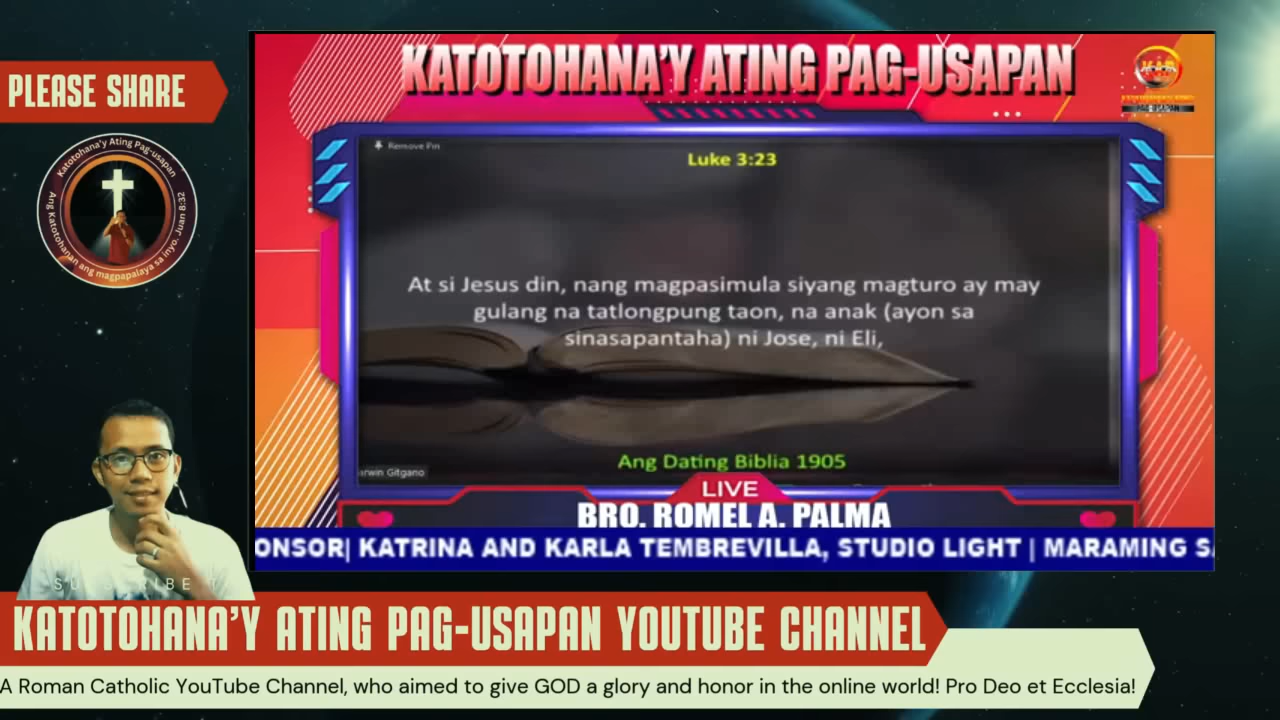 PLEASE SHARE
Katotohana'y Ating Pag-usapan
Ang Katotohanan ang magpapalaya sa inyo. Juan 8:32
KATOTOHANA'Y ATING PAG-USAPAN
Remove Pin
Luke 3:23
At si Jesus din, nang magpasimula siyang magturo ay may
gulang na tatlongpung taon, na anak (ayon sa
sinasapantaha) ni Jose, ni Eli,
arwin Gitgano
Ang Dating Biblia 1905
LIVE
BRO. ROMEL A. PALMA
ONSOR| KATRINA AND KARLA TEMBREVILLA, STUDIO LIGHT | MARAMING S
KATOTOHANA'Y ATING PAG-USAPAN YOUTUBE CHANNEL
A Roman Catholic YouTube Channel, who aimed to give GOD a glory and honor in the online world! Pro Deo et Ecclesia!